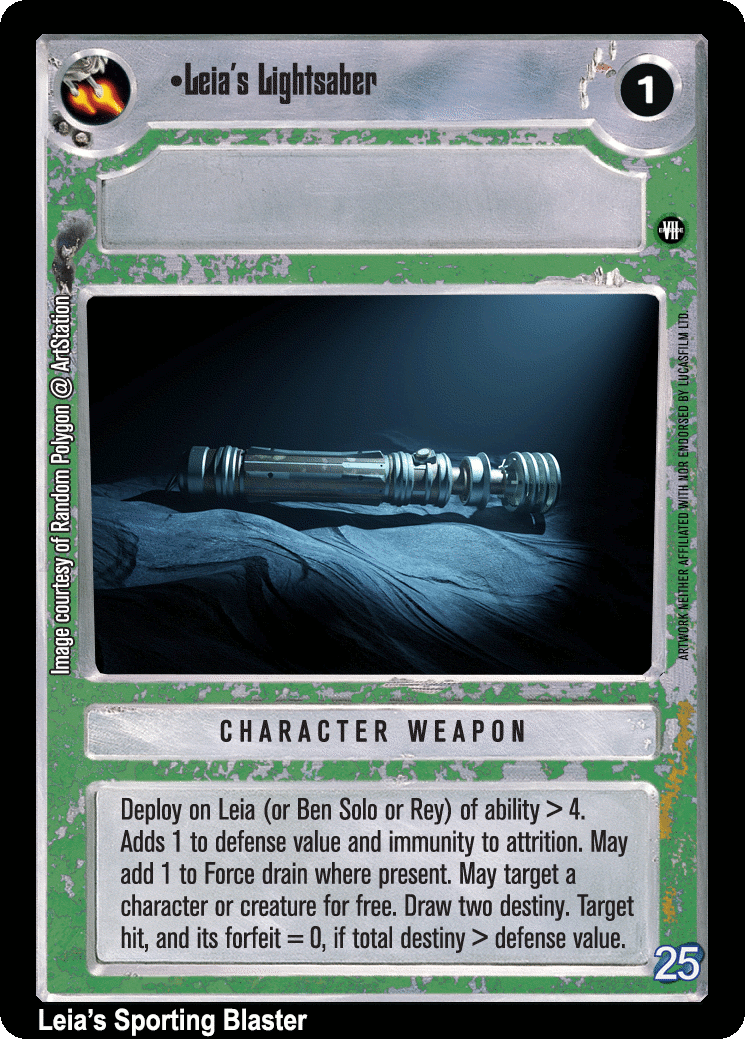 •Leia's Lightsaber
1
EPISODE
VII
Image courtesy of Random Polygon @ ArtStation
ARTWORK NEITHER AFFILIATED WITH NOR ENDORSED BY LUCASFILM LTD.
CHARACTER WEAPON
Deploy on Leia (or Ben Solo or Rey) of ability > 4.
Adds 1 to defense value and immunity to attrition. May
add 1 to Force drain where present. May target a
character or creature for free. Draw two destiny. Target
hit, and its forfeit = 0, if total destiny > defense value.
25
Leia's Sporting Blaster